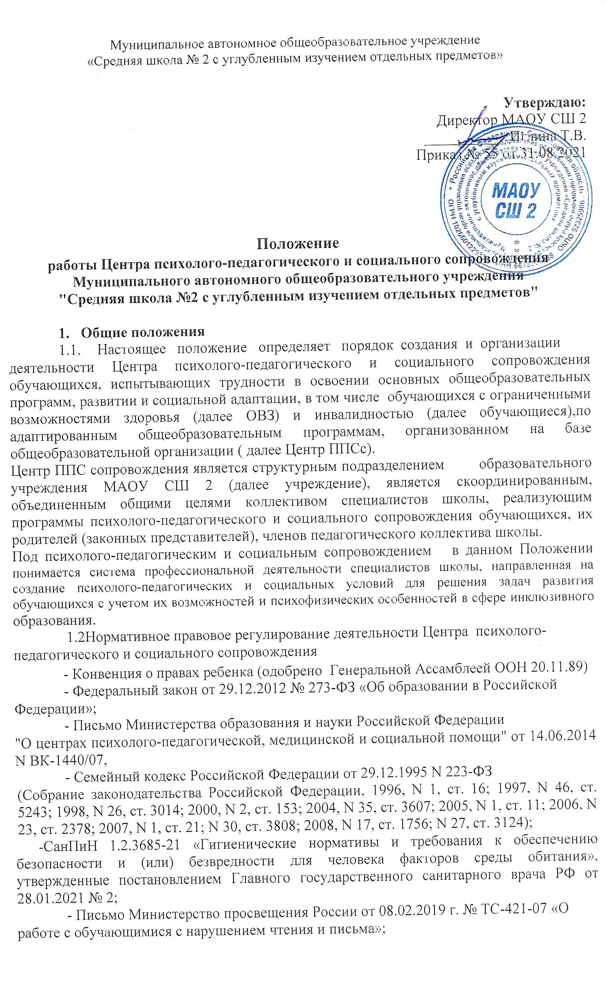 Муниципальное автономное общеобразовательное учреждение
«Средняя школа № 2 с углубленным изучением отдельных предметов»
Утверждаю:
Директор МАОУ СШ 2
Иглина Т.В.
Приказ № 55 от 31.08.2021
МАОУ
СШ 2
* Российская Федерация * Свердловская область *
ОКПО 52325906
Положение
работы Центра психолого-педагогического и социального сопровождения
Муниципального автономного общеобразовательного учреждения
"Средняя школа №2 с углубленным изучением отдельных предметов"
1. Общие положения
1.1. Настоящее положение определяет порядок создания и организации
деятельности Центра психолого-педагогического и социального сопровождения
обучающихся, испытывающих трудности в освоении основных общеобразовательных
программ, развитии и социальной адаптации, в том числе обучающихся с ограниченными
возможностями здоровья (далее ОВЗ) и инвалидностью (далее обучающиеся),по
адаптированным общеобразовательным программам, организованном на базе
общеобразовательной организации ( далее Центр ППСс).
Центр ППС сопровождения является структурным подразделением образовательного
учреждения МАОУ СШ 2 (далее учреждение), является скоординированным,
объединенным общими целями коллективом специалистов школы, реализующим
программы психолого-педагогического и социального сопровождения обучающихся, их
родителей (законных представителей), членов педагогического коллектива школы.
Под психолого-педагогическим и социальным сопровождением в данном Положении
понимается система профессиональной деятельности специалистов школы, направленная на
создание психолого-педагогических и социальных условий для решения задач развития
обучающихся с учетом их возможностей и психофизических особенностей в сфере инклюзивного
образования.
1.2Нормативное правовое регулирование деятельности Центра психолого-
педагогического и социального сопровождения
- Конвенция о правах ребенка (одобрено Генеральной Ассамблеей ООН 20.11.89)
- Федеральный закон от 29.12.2012 № 273-ФЗ «Об образовании в Российской
Федерации»;
- Письмо Министерства образования и науки Российской Федерации
"О центрах психолого-педагогической, медицинской и социальной помощи" от 14.06.2014
N ВК-1440/07,
- Семейный кодекс Российской Федерации от 29.12.1995 N 223-ФЗ
(Собрание законодательства Российской Федерации, 1996, N 1, ст. 16; 1997, N 46, ст.
5243; 1998, N 26, ст. 3014; 2000, N 2, ст. 153; 2004, N 35, ст. 3607; 2005, N 1, ст. 11; 2006, N
23, ст. 2378; 2007, N 1, ст. 21; N 30, ст. 3808; 2008, N 17, ст. 1756; N 27, ст. 3124);
-СанПиН 1.2.3685-21 «Гигиенические нормативы и требования к обеспечению
безопасности и (или) безвредности для человека факторов среды обитания»,
утвержденные постановлением Главного государственного санитарного врача РФ от
28.01.2021 № 2;
- Письмо Министерство просвещения России от 08.02.2019 г. № ТС-421-07 «О
работе с обучающимися с нарушением чтения и письма»;